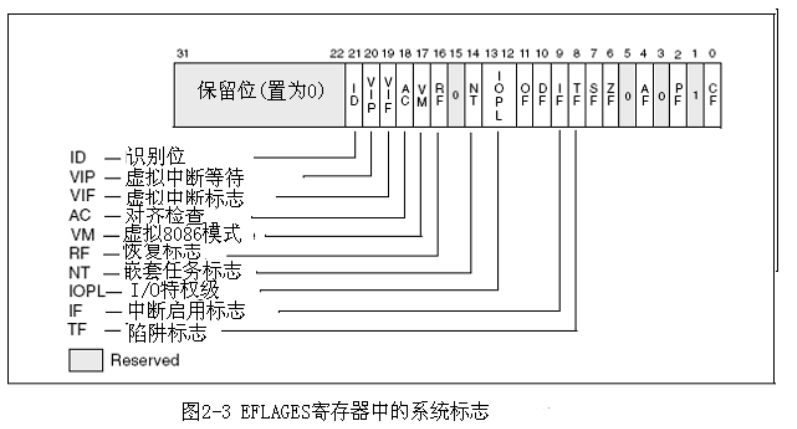 31 22 21 20 19 18 17 16 15 14 13 12 11 10 9 8 7 6 5 4 3 2 1 0
保留位(置为0) ID VIP VIF AC VM RF 0 NT IOPL OF DF IF TF SF ZF 0 AF 0 PF 1 CF
ID — 识别位
VIP — 虚拟中断等待
VIF — 虚拟中断标志
AC — 对齐检查
VM — 虚拟8086模式
RF — 恢复标志
NT — 嵌套任务标志
IOPL— I/O特权级
IF — 中断启用标志
TF — 陷阱标志
Reserved
图2-3 EFLAGES寄存器中的系统标志